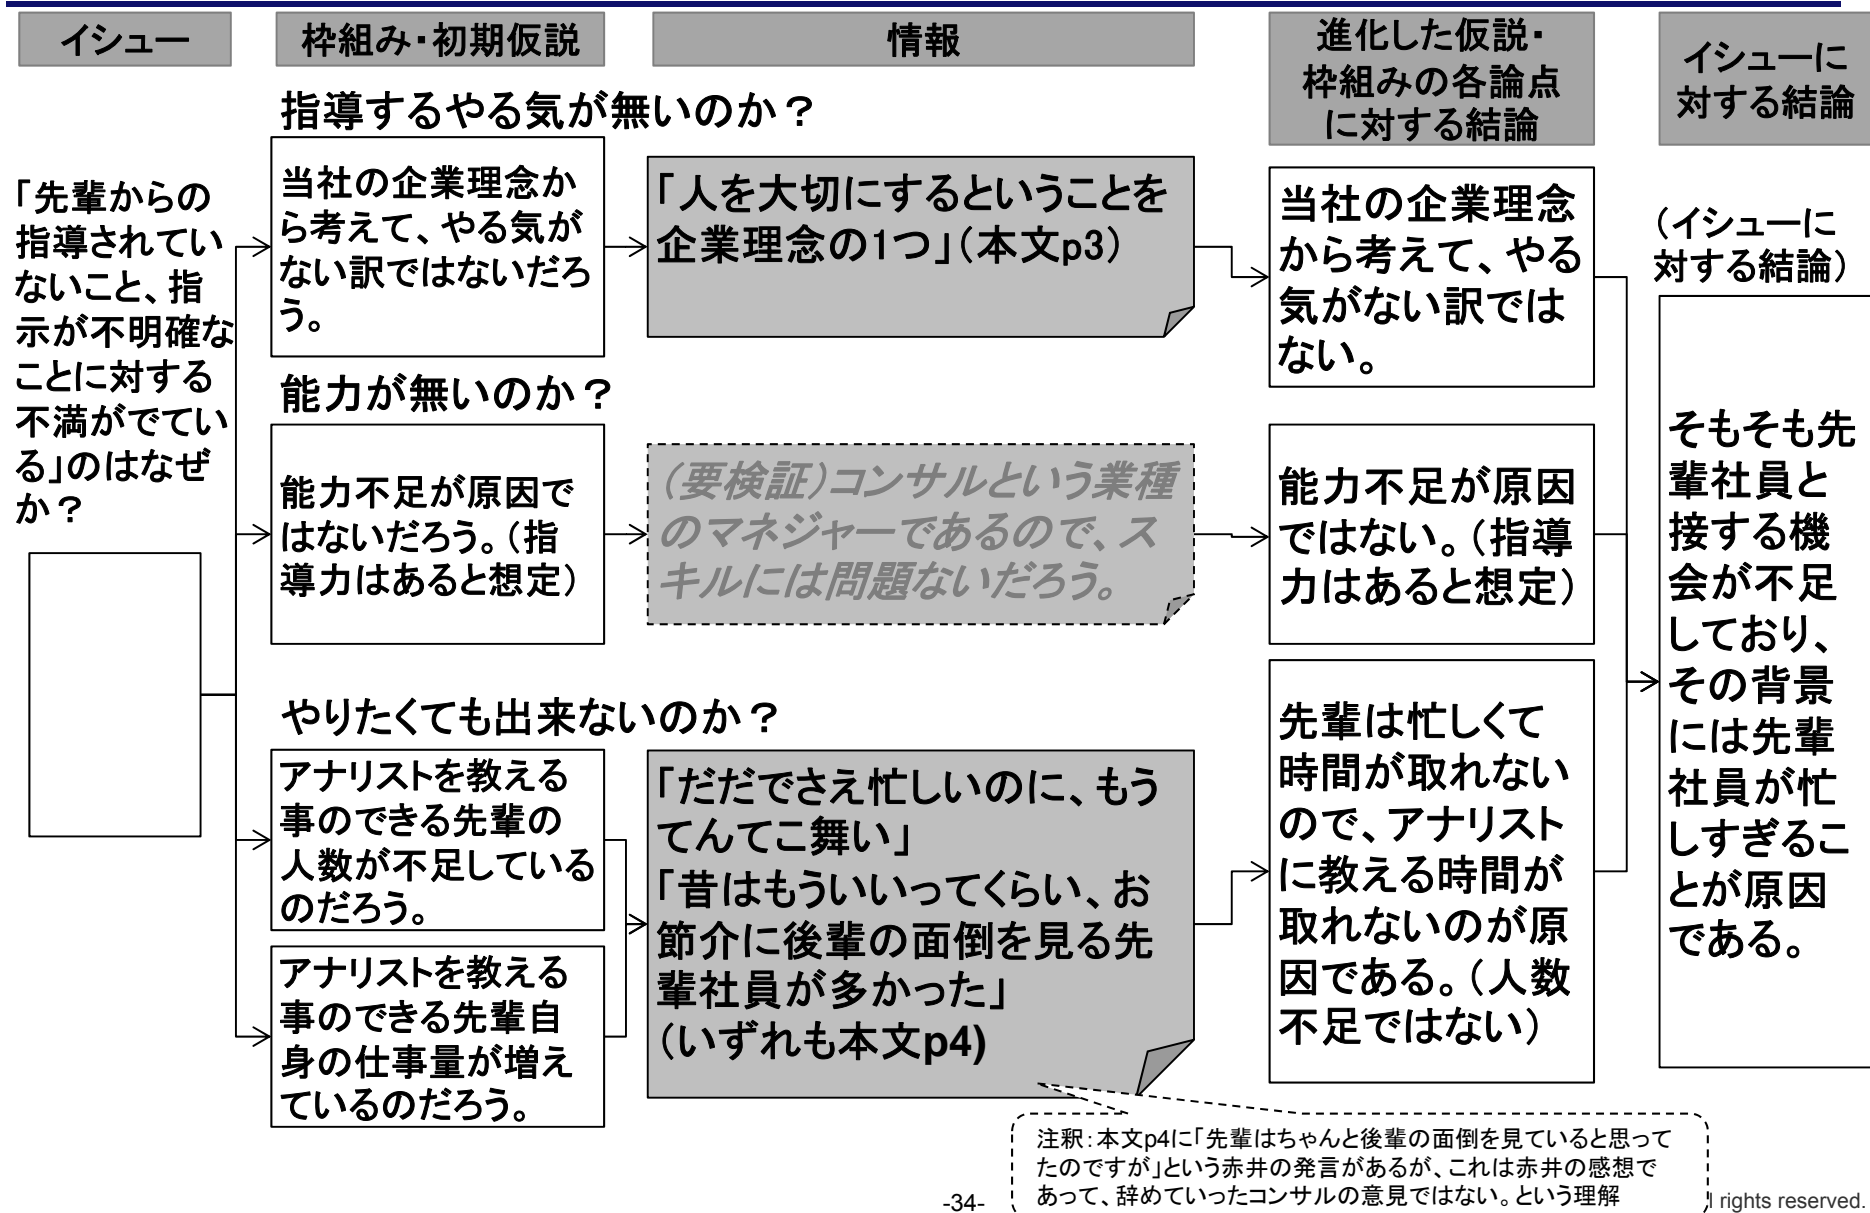 イシュー
枠組み・初期仮説
情報
進化した仮説・
枠組みの各論点
に対する結論
イシューに
対する結論
「先輩からの
指導されてい
ないこと、指
示が不明確な
ことに対する
不満がでてい
る」のはなぜ
か？
指導するやる気が無いのか？
当社の企業理念か
ら考えて、やる気が
ない訳ではないだろ
う。
「人を大切にするということを
企業理念の1つ」（本文p3）
当社の企業理念
から考えて、やる
気がない訳では
ない。
能力が無いのか？
能力不足が原因で
はないだろう。（指
導力はあると想定）
（要検証）コンサルという業種
のマネジャーであるので、ス
キルには問題ないだろう。
能力不足が原因
ではない。（指導
力はあると想定）
やりたくても出来ないのか？
アナリストを教える
事のできる先輩の
人数が不足している
のだろう。
アナリストを教える
事のできる先輩自
身の仕事量が増え
ているのだろう。
「だだでさえ忙しいのに、もう
てんてこ舞い」
「昔はもういいってくらい、お
節介に後輩の面倒を見る先
輩社員が多かった」
（いずれも本文p4)
先輩は忙しくて
時間が取れない
ので、アナリスト
に教える時間が
取れないのが原
因である。（人数
不足ではない）
（イシューに
対する結論）
そもそも先
輩社員と
接する機
会が不足
しており、
その背景
には先輩
社員が忙
しすぎるこ
とが原因
である。
注釈：本文p4に「先輩はちゃんと後輩の面倒を見ていると思って
たのですが」という赤井の発言があるが、これは赤井の感想で
あって、辞めていったコンサルの意見ではない。という理解
-34-
l rights reserved.